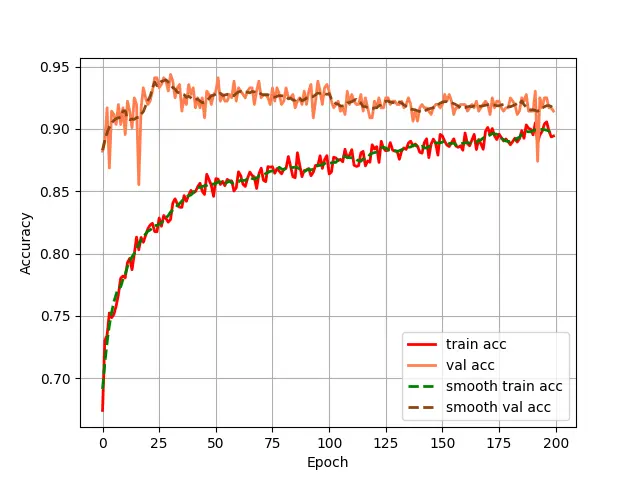 0.95
0.90
0.85
0.80
0.75
0.70
Accuracy
train acc
val acc
smooth train acc
smooth val acc
0 25 50 75 100 125 150 175 200
Epoch